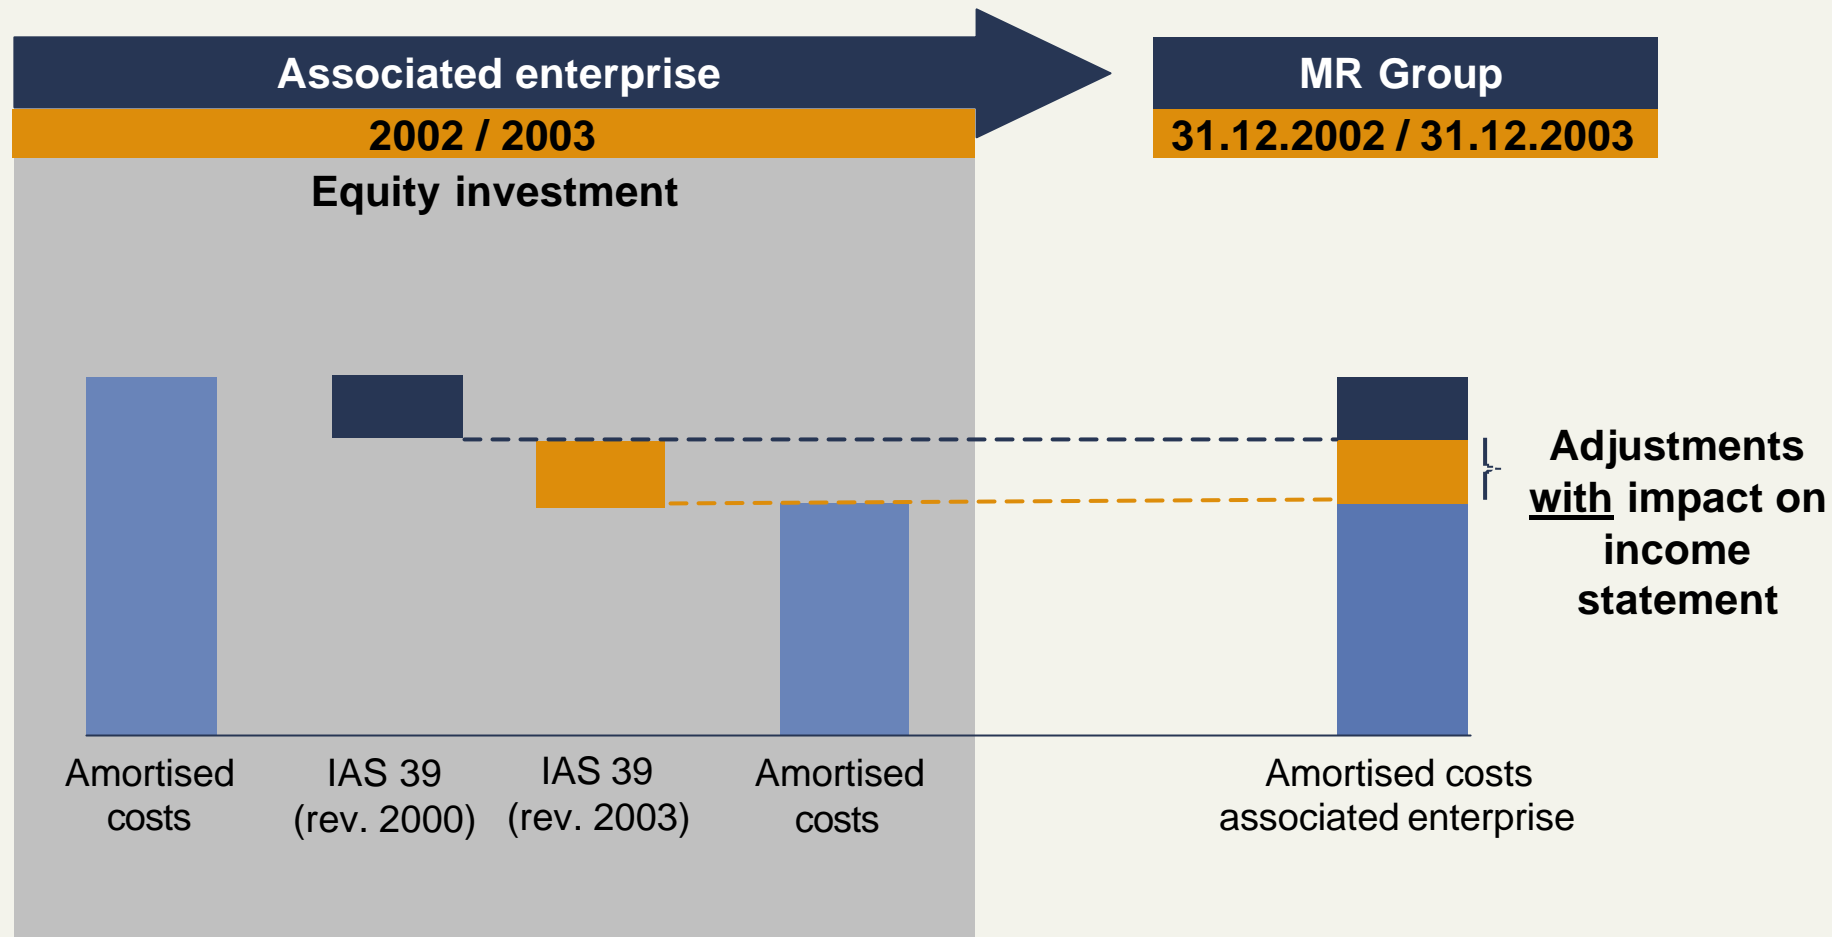 Associated enterprise
2002 / 2003
Equity investment
MR Group
31.12.2002 / 31.12.2003
Adjustments
with impact on
income
statement
Amortised
costs
IAS 39
(rev. 2000)
IAS 39
(rev. 2003)
Amortised
costs
Amortised costs
associated enterprise